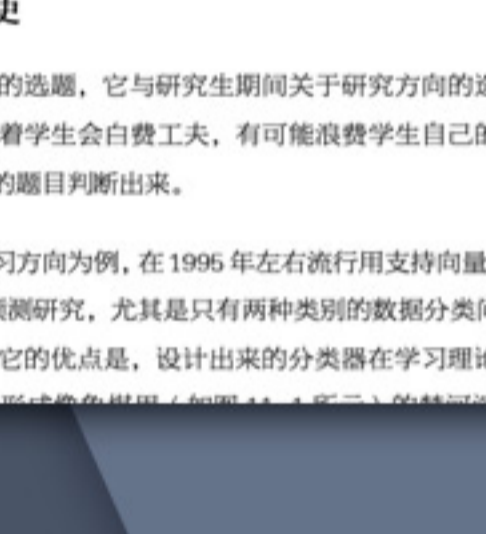 的选题，它与研究生期间关于研究方向的选
着学生会白费工夫，有可能浪费学生自己的
的题目判断出来。
习方向为例，在1995年左右流行用支持向量
预测研究，尤其是只有两种类别的数据分类问
它的优点是，设计出来的分类器在学习理论